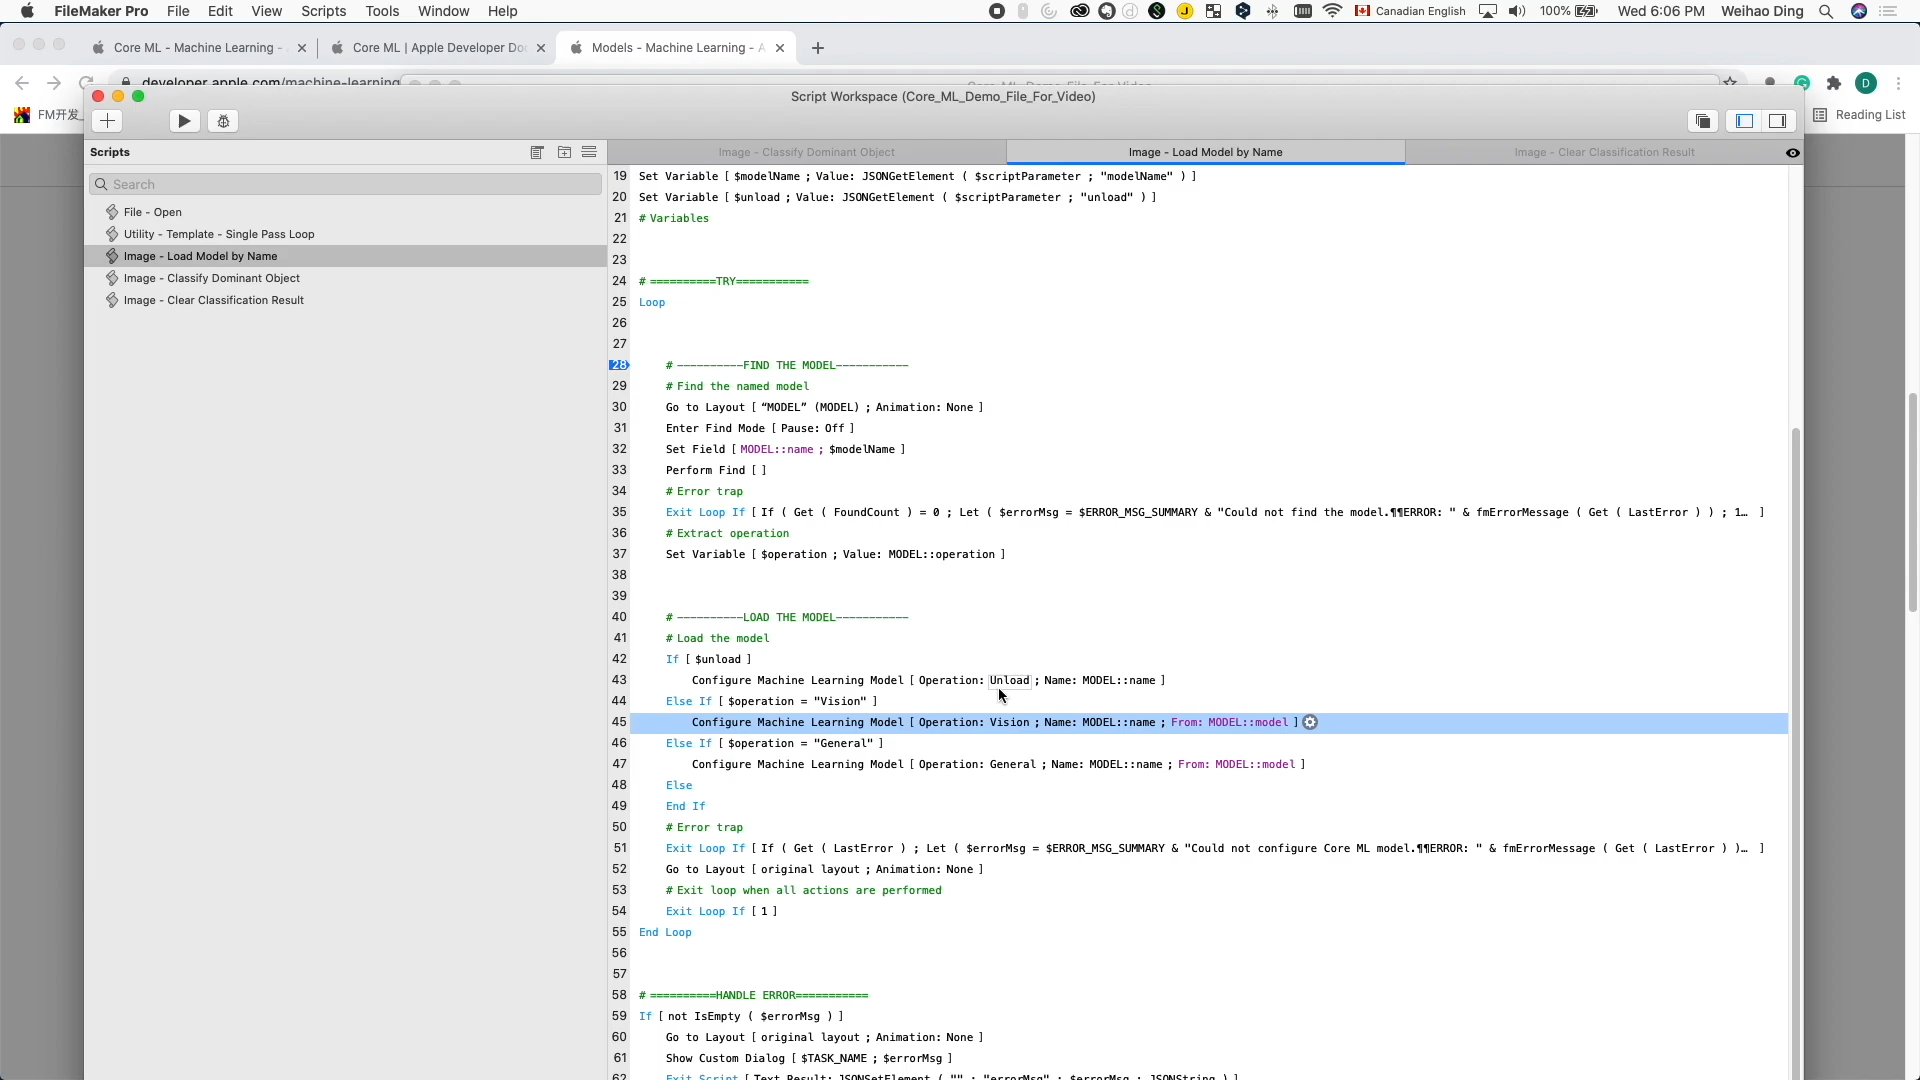 FileMaker Pro File Edit View Scripts Tools Window Help Canadian English 100% Wed 6:06 PM Weihao Ding
Core ML - Machine Learning - Core ML | Apple Developer Do Models - Machine Learning - A
developer.apple.com/machine-learning
FM开发 Reading List
Script Workspace (Core_ML_Demo_File_For_Video)
Scripts
Image - Classify Dominant Object Image - Load Model by Name Image - Clear Classification Result
Search
File - Open
Utility - Template - Single Pass Loop
Image - Load Model by Name
Image - Classify Dominant Object
Image - Clear Classification Result
19 Set Variable [ $modelName ; Value: JSONGetElement ( $scriptParameter ; "modelName" ) ]
20 Set Variable [ $unload ; Value: JSONGetElement ( $scriptParameter ; "unload" ) ]
21 # Variables
22
23
24 # ==========TRY===========
25 Loop
26
27
28 # ----------FIND THE MODEL-----------
29 # Find the named model
30 Go to Layout [ “MODEL” (MODEL) ; Animation: None ]
31 Enter Find Mode [ Pause: Off ]
32 Set Field [ MODEL::name ; $modelName ]
33 Perform Find [ ]
34 # Error trap
35 Exit Loop If [ If ( Get ( FoundCount ) = 0 ; Let ( $errorMsg = $ERROR_MSG_SUMMARY & "Could not find the model.¶¶ERROR: " & fmErrorMessage ( Get ( LastError ) ) ; 1… ]
36 # Extract operation
37 Set Variable [ $operation ; Value: MODEL::operation ]
38
39
40 # ----------LOAD THE MODEL-----------
41 # Load the model
42 If [ $unload ]
43 Configure Machine Learning Model [ Operation: Unload ; Name: MODEL::name ]
44 Else If [ $operation = "Vision" ]
45 Configure Machine Learning Model [ Operation: Vision ; Name: MODEL::name ; From: MODEL::model ]
46 Else If [ $operation = "General" ]
47 Configure Machine Learning Model [ Operation: General ; Name: MODEL::name ; From: MODEL::model ]
48 Else
49 End If
50 # Error trap
51 Exit Loop If [ If ( Get ( LastError ) ; Let ( $errorMsg = $ERROR_MSG_SUMMARY & "Could not configure Core ML model.¶¶ERROR: " & fmErrorMessage ( Get ( LastError ) )… ]
52 Go to Layout [ original layout ; Animation: None ]
53 # Exit loop when all actions are performed
54 Exit Loop If [ 1 ]
55 End Loop
56
57
58 # ==========HANDLE ERROR===========
59 If [ not IsEmpty ( $errorMsg ) ]
60 Go to Layout [ original layout ; Animation: None ]
61 Show Custom Dialog [ $TASK_NAME ; $errorMsg ]
62 Exit Script [ Text Result: JSONSetElement ( "" ; "errorMsg" ; $errorMsg ; JSONString ) ]